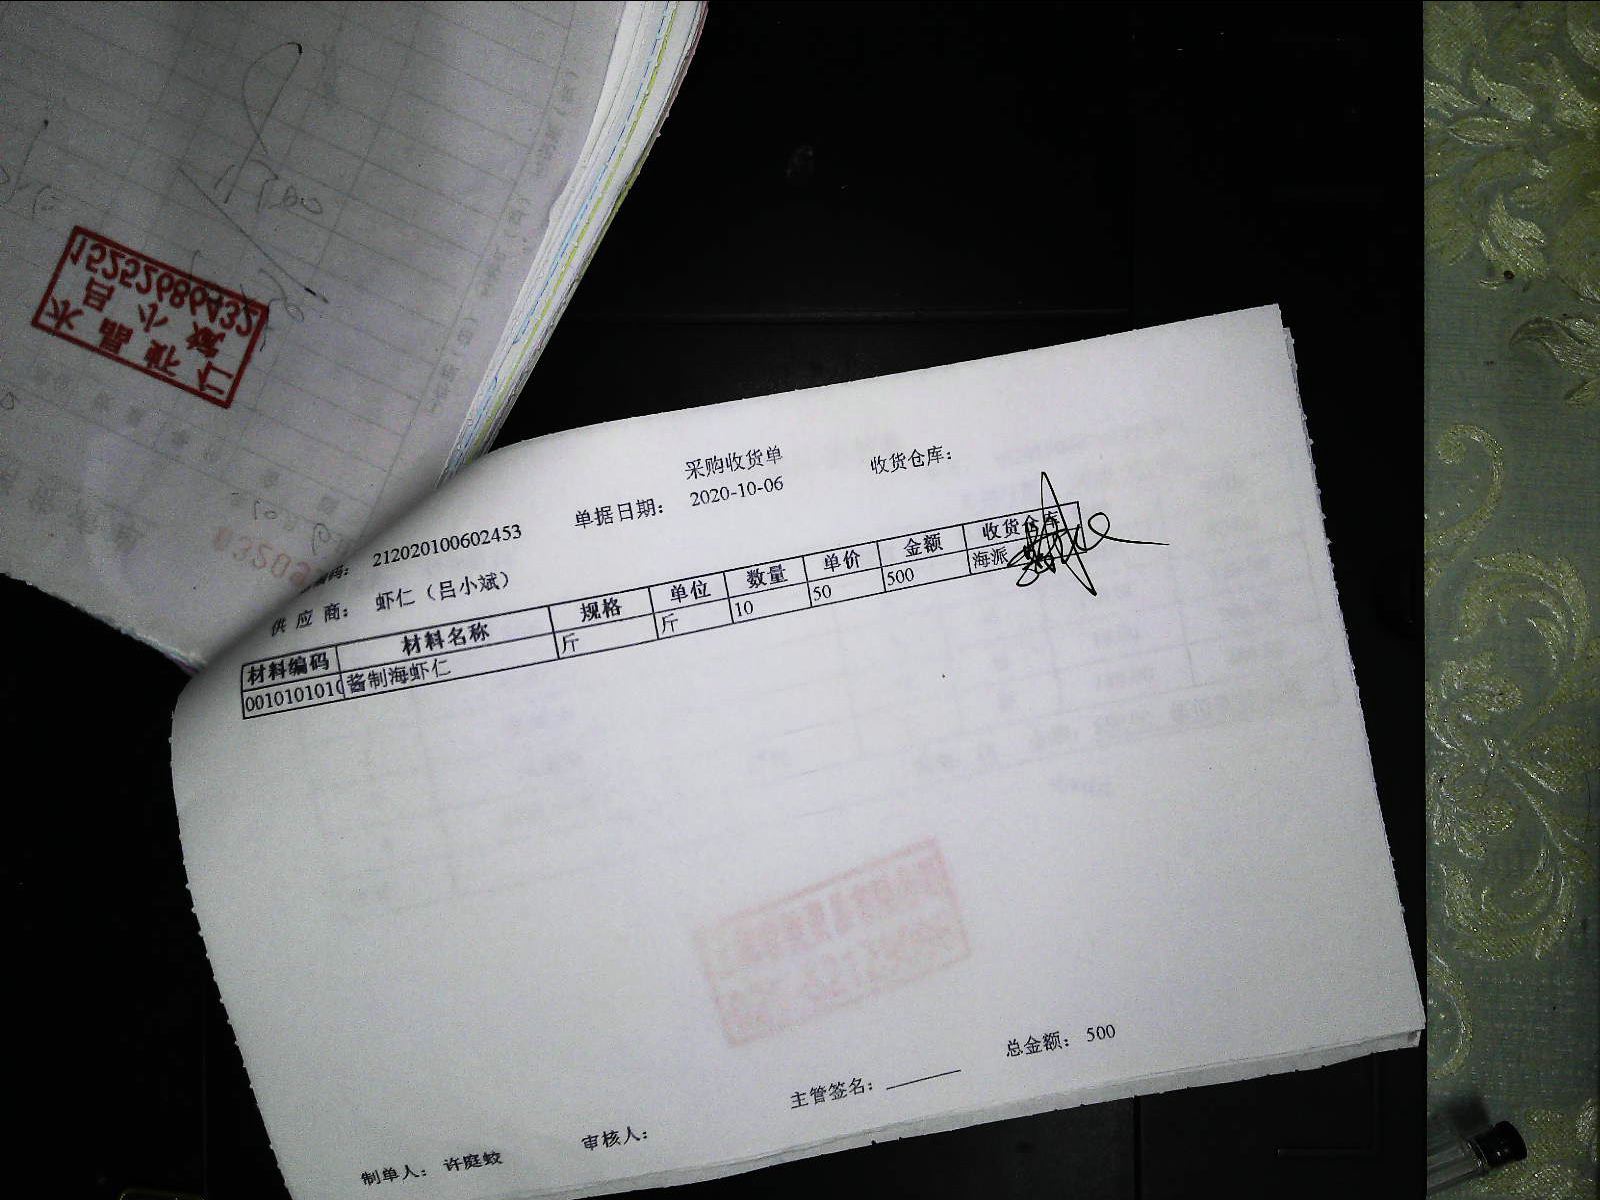 采购收货单
编码： 212020100602453 单据日期： 2020-10-06 收货仓库：
供 应 商： 虾仁（吕小斌）
材料编码 材料名称 规格 单位 数量 单价 金额 收货仓库
001010101 酱制海虾仁 斤 斤 10 50 500 海派
总金额： 500
主管签名：
制单人： 许庭蛟 审核人：
15252686432